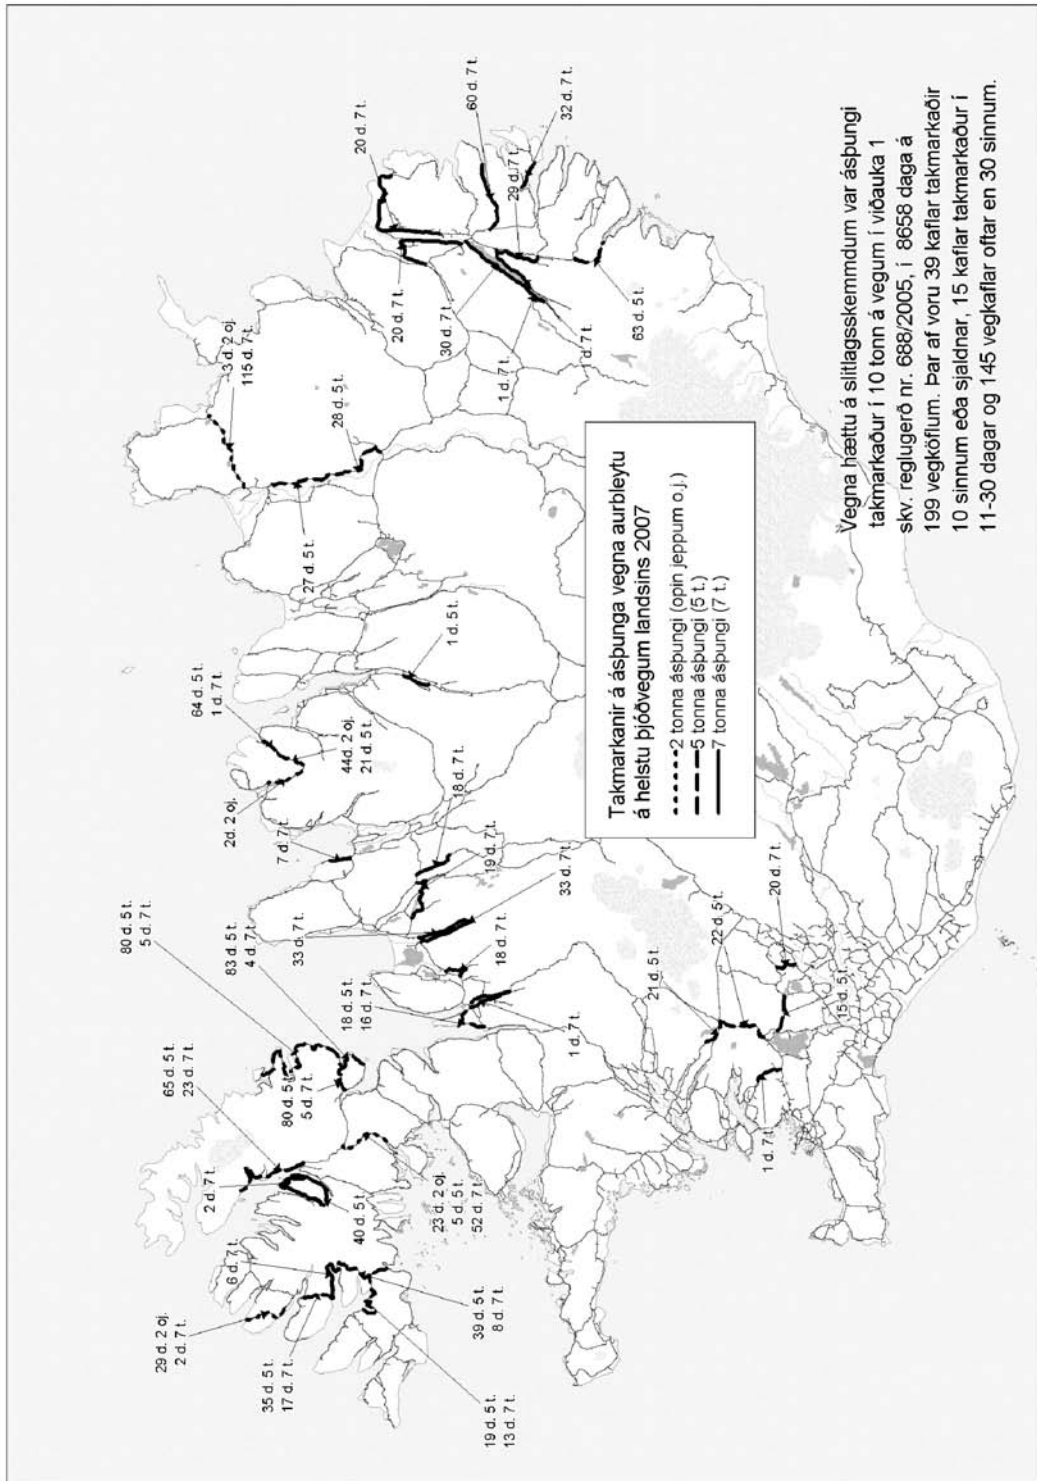 29 d. 2 oj.
2 d. 7 t.
35 d. 5 t.
17 d. 7 t.
19 d. 5 t.
13 d. 7 t.
6 d. 7 t.
39 d. 5 t.
8 d. 7 t.
2 d. 7 t.
40 d. 5 t.
65 d. 5 t.
23 d. 7 t.
23 d. 2 oj.
5 d. 5 t.
52 d. 7 t.
80 d. 5 t.
5 d. 7 t.
80 d. 5 t.
5 d. 7 t.
83 d. 5 t.
4 d. 7 t.
33 d. 7 t.
18 d. 5 t.
16 d. 7 t.
1 d. 7 t.
18 d. 7 t.
33 d. 7 t.
19 d. 7 t.
18 d. 7 t.
7 d. 7 t.
2d. 2 oj.
44d. 2 oj.
21 d. 5 t.
64 d. 5 t.
1 d. 7 t.
1 d. 5 t.
27 d. 5 t.
28 d. 5 t.
3 d. 2 oj.
115 d. 7 t.
20 d. 7 t.
20 d. 7 t.
30 d. 7 t.
1 d. 7 t.
d. 7 t.
60 d. 7 t.
29 d. 7 t.
32 d. 7 t.
63 d. 5 t.
21 d. 5 t.
22 d. 5 t.
20 d. 7 t.
15 d. 5 t.
1 d. 7 t.
Takmarkanir á ásþunga vegna aurbleytu
á helstu þjóðvegum landsins 2007
2 tonna ásþungi (opin jeppum o.j.)
5 tonna ásþungi (5 t.)
7 tonna ásþungi (7 t.)
Vegna hættu á slitlagsskemmdum var ásþungi
takmarkaður í 10 tonn á vegum í viðauka 1
skv. reglugerð nr. 688/2005, í 8658 daga á
199 vegköflum. Þar af voru 39 kaflar takmarkaðir
10 sinnum eða sjaldnar, 15 kaflar takmarkaður í
11-30 dagar og 145 vegkaflar oftar en 30 sinnum.